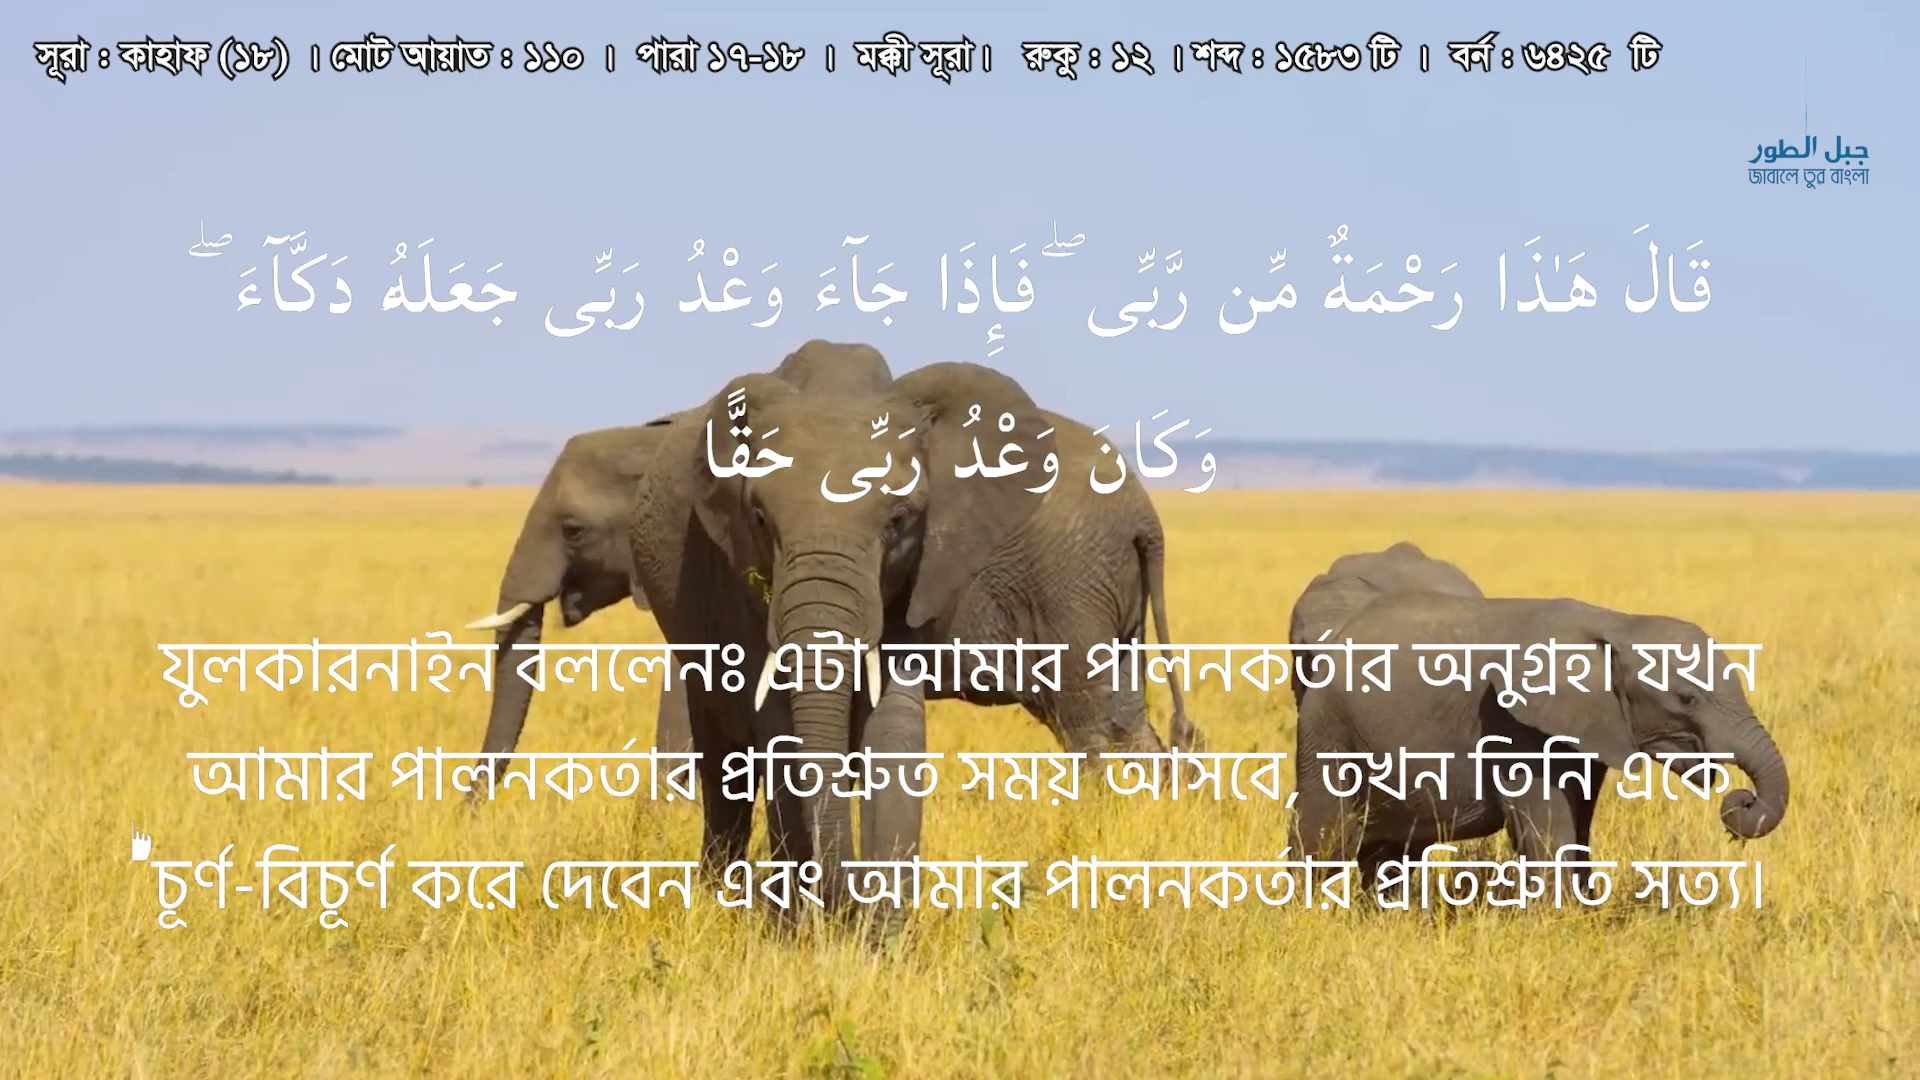 সূরা : কাহাফ (১৮) । মোট আয়াত : ১১০ । পারা ১৭-১৮ । মক্কী সূরা। রুকু : ১২ । শব্দ : ১৫৮৩ টি । বর্ন : ৬৪২৫ টি
جبل الطور
জাবালে তুর বাংলা
قَالَ هَـٰذَا رَحْمَةٌ مِّن رَّبِّى ۖ فَإِذَا جَآءَ وَعْدُ رَبِّى جَعَلَهُۥ دَكَّآءَ ۖ
وَكَانَ وَعْدُ رَبِّى حَقًّا
যুলকারনাইন বললেনঃ এটা আমার পালনকর্তার অনুগ্রহ। যখন
আমার পালনকর্তার প্রতিশ্রুত সময় আসবে, তখন তিনি একে
চূর্ণ-বিচূর্ণ করে দেবেন এবং আমার পালনকর্তার প্রতিশ্রুতি সত্য।